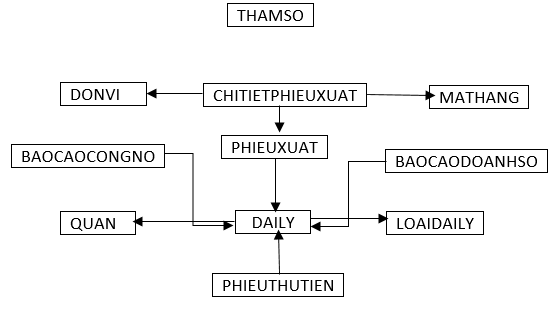 THAMSO
DONVI
CHITIETPHIEUXUAT
MATHANG
PHIEUXUAT
BAOCAOCONGNO
BAOCAODOANHSO
QUAN
DAILY
LOAIDAILY
PHIEUTHUTIEN